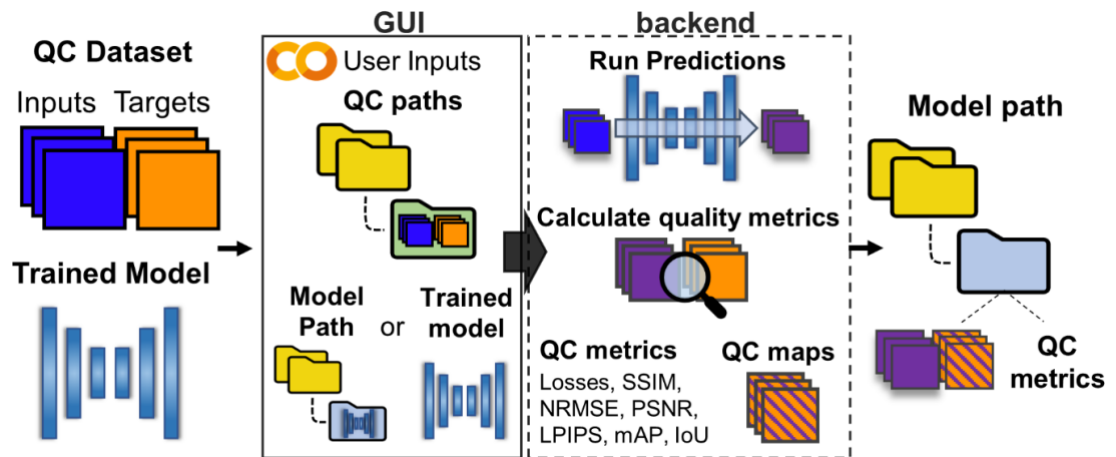 QC Dataset
Inputs Targets
Trained Model
GUI
User Inputs
QC paths
Model
Path
or
Trained
model
backend
Run Predictions
Calculate quality metrics
QC metrics
Losses, SSIM,
NRMSE, PSNR,
LPIPS, mAP, IoU
QC maps
Model path
QC
metrics